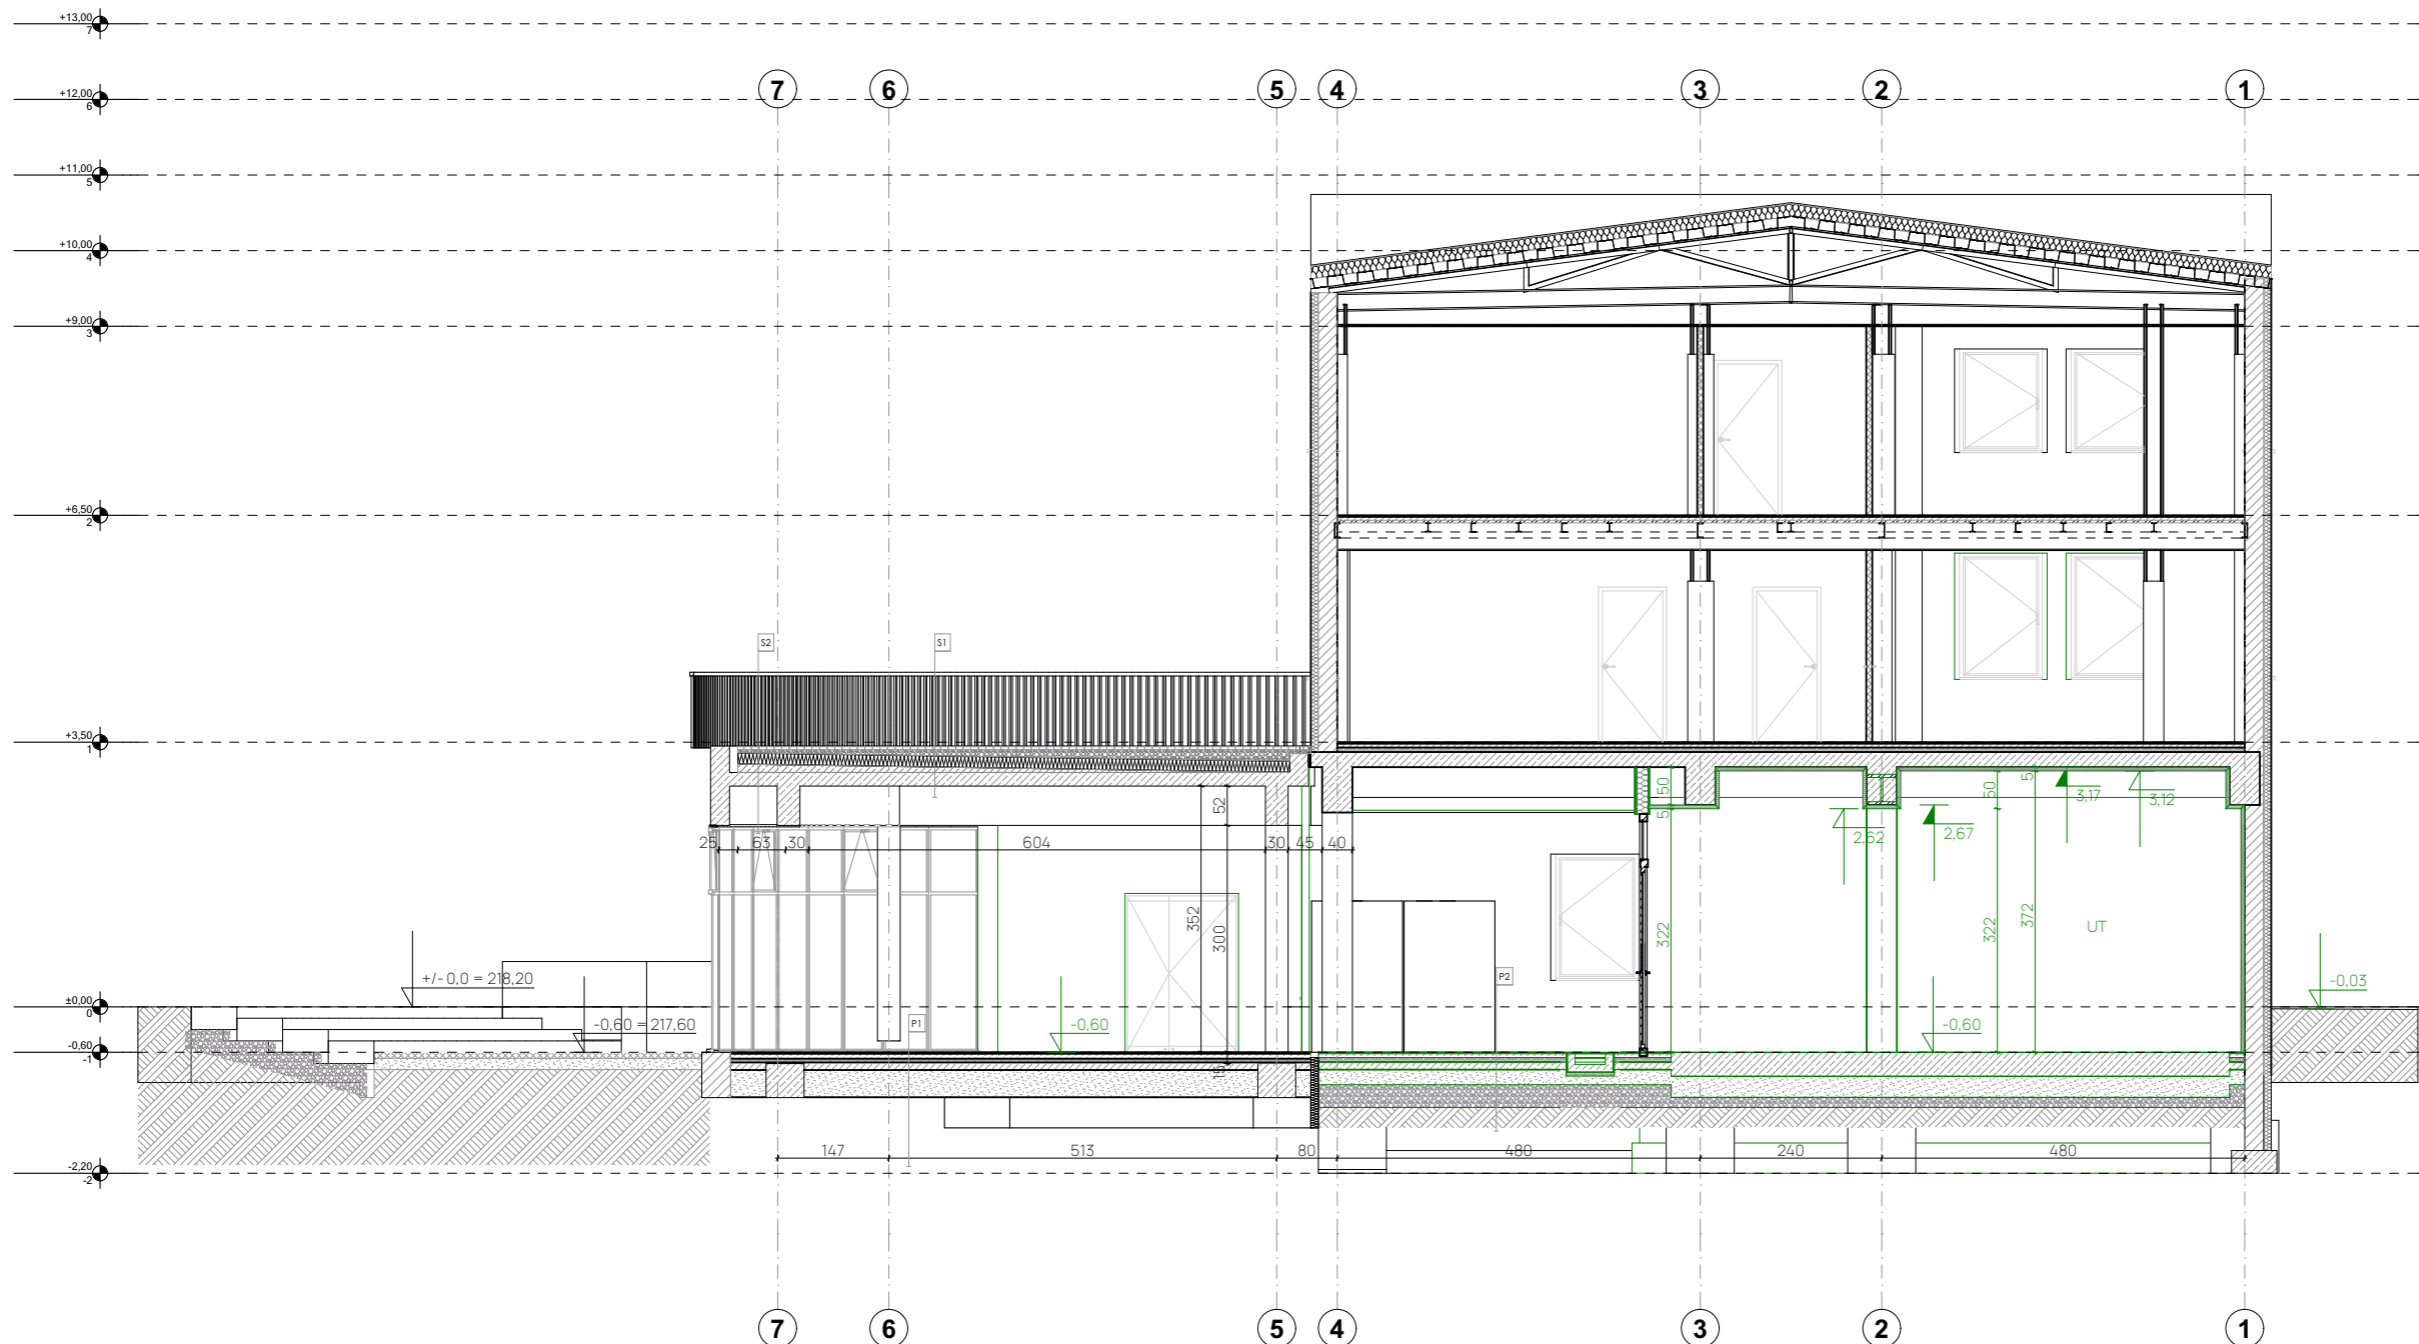 +13,00
7
7 6 5 4 3 2 1
+12,00
6
+11,00
5
+10,00
4
+9,00
3
+6,50
2
S2 S1
+3,50
1
52
50 5 50 5
3,17 3,12
2,62 2,67
25 63 30 604 30 45 40
352 300 322 322 372
UT
P2
+/- 0,0 = 218,20
-0,03
±0,00
0
P1
-0,60 = 217,60
-0,60
-0,60
-0,60
-1
15
147 513 80 480 240 480
-2,20
-2
7 6 5 4 3 2 1